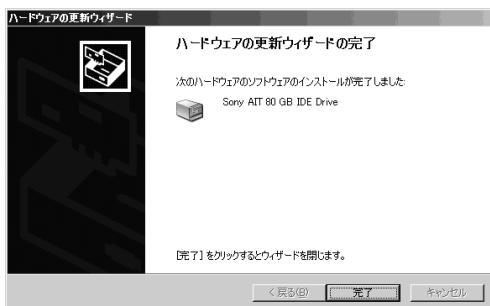 ハードウェアの更新ウィザード
ハードウェアの更新ウィザードの完了
次のハードウェアのソフトウェアのインストールが完了しました:
Sony AIT 80 GB IDE Drive
[完了] をクリックするとウィザードを閉じます。
< 戻る(B) 完了 キャンセル